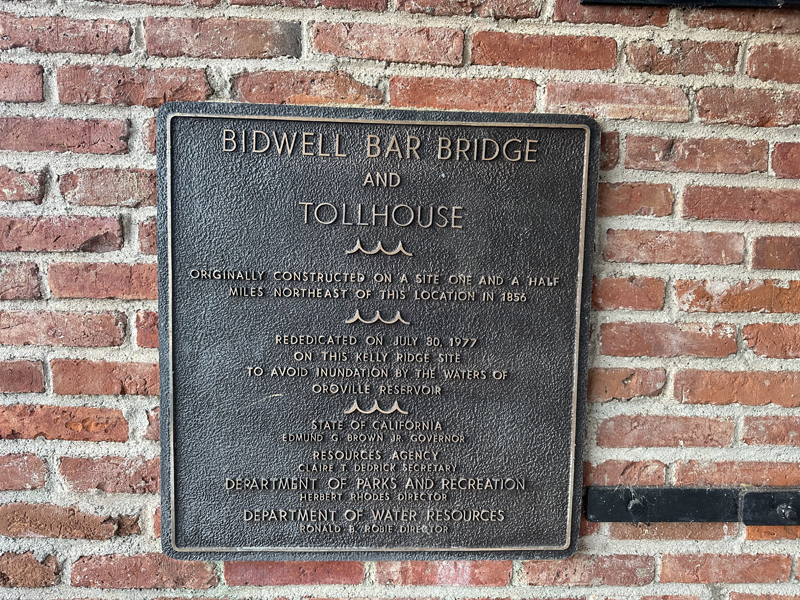 BIDWELL BAR BRIDGE
AND
TOLLHOUSE
ORIGINALLY CONSTRUCTED ON A SITE ONE AND A HALF
MILES NORTHEAST OF THIS LOCATION IN 1856
REDEDICATED ON JULY 30, 1977
ON THIS KELLY RIDGE SITE
TO AVOID INUNDATION BY THE WATERS OF
OROVILLE RESERVOIR
STATE OF CALIFORNIA
EDMUND G. BROWN JR. GOVERNOR
RESOURCES AGENCY
CLAIRE T. DEDRICK SECRETARY
DEPARTMENT OF PARKS AND RECREATION
HERBERT RHODES DIRECTOR
DEPARTMENT OF WATER RESOURCES
RONALD B. ROBIE DIRECTOR